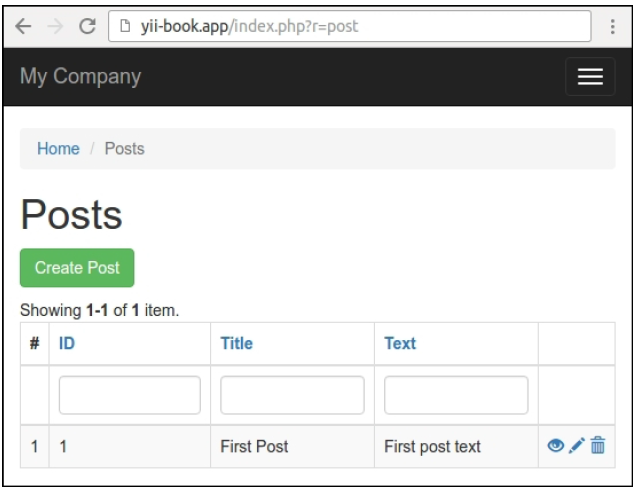 yii-book.app/index.php?r=post
My Company
Home / Posts
Posts
Create Post
Showing 1-1 of 1 item.
# ID Title Text
1 1 First Post First post text